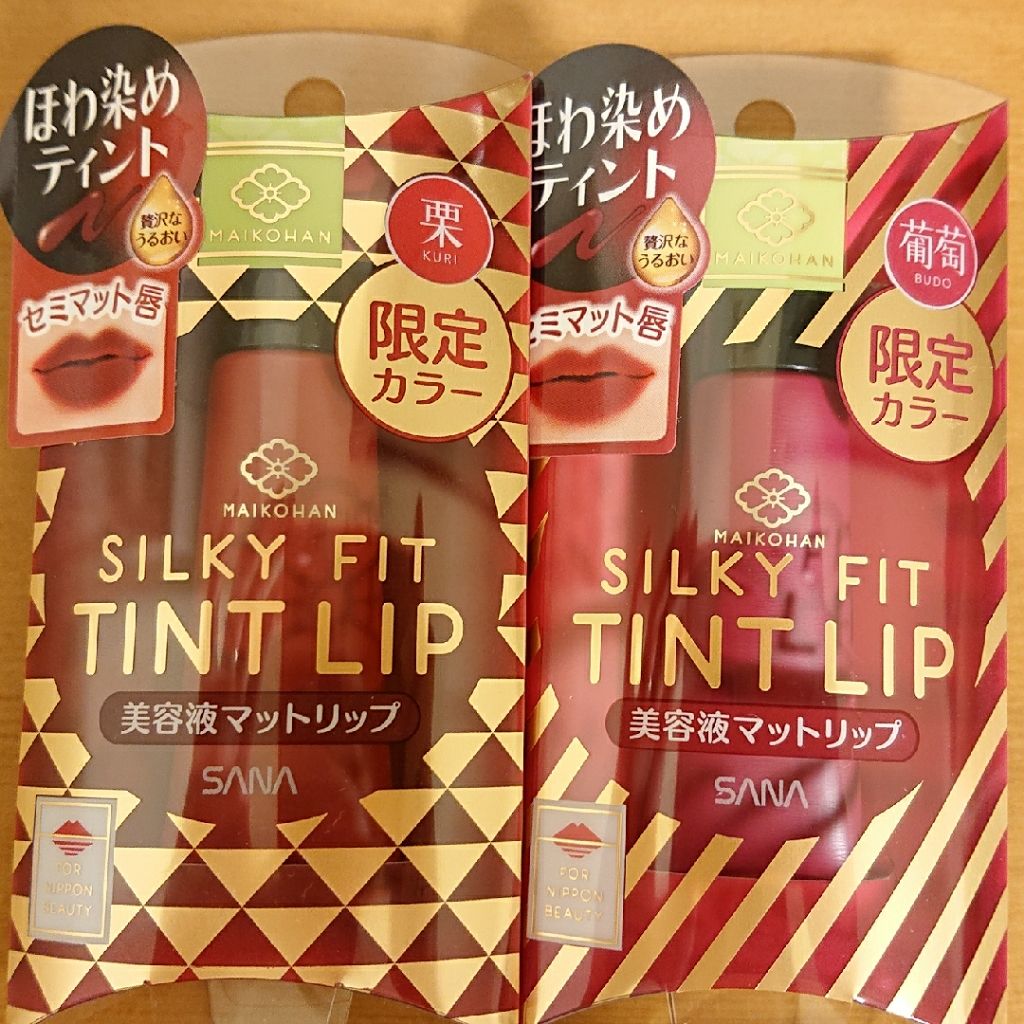 ほわ染め
ティント
贅沢な
うるおい
セミマット唇
MAIKOHAN
栗
KURI
限定
カラー
MAIKOHAN
SILKY FIT
TINT LIP
美容液マットリップ
SANA
FOR
NIPPON
BEAUTY
ほわ染め
ティント
贅沢な
うるおい
セミマット唇
MAIKOHAN
葡萄
BUDO
限定
カラー
MAIKOHAN
SILKY FIT
TINT LIP
美容液マットリップ
SANA
FOR
NIPPON
BEAUTY